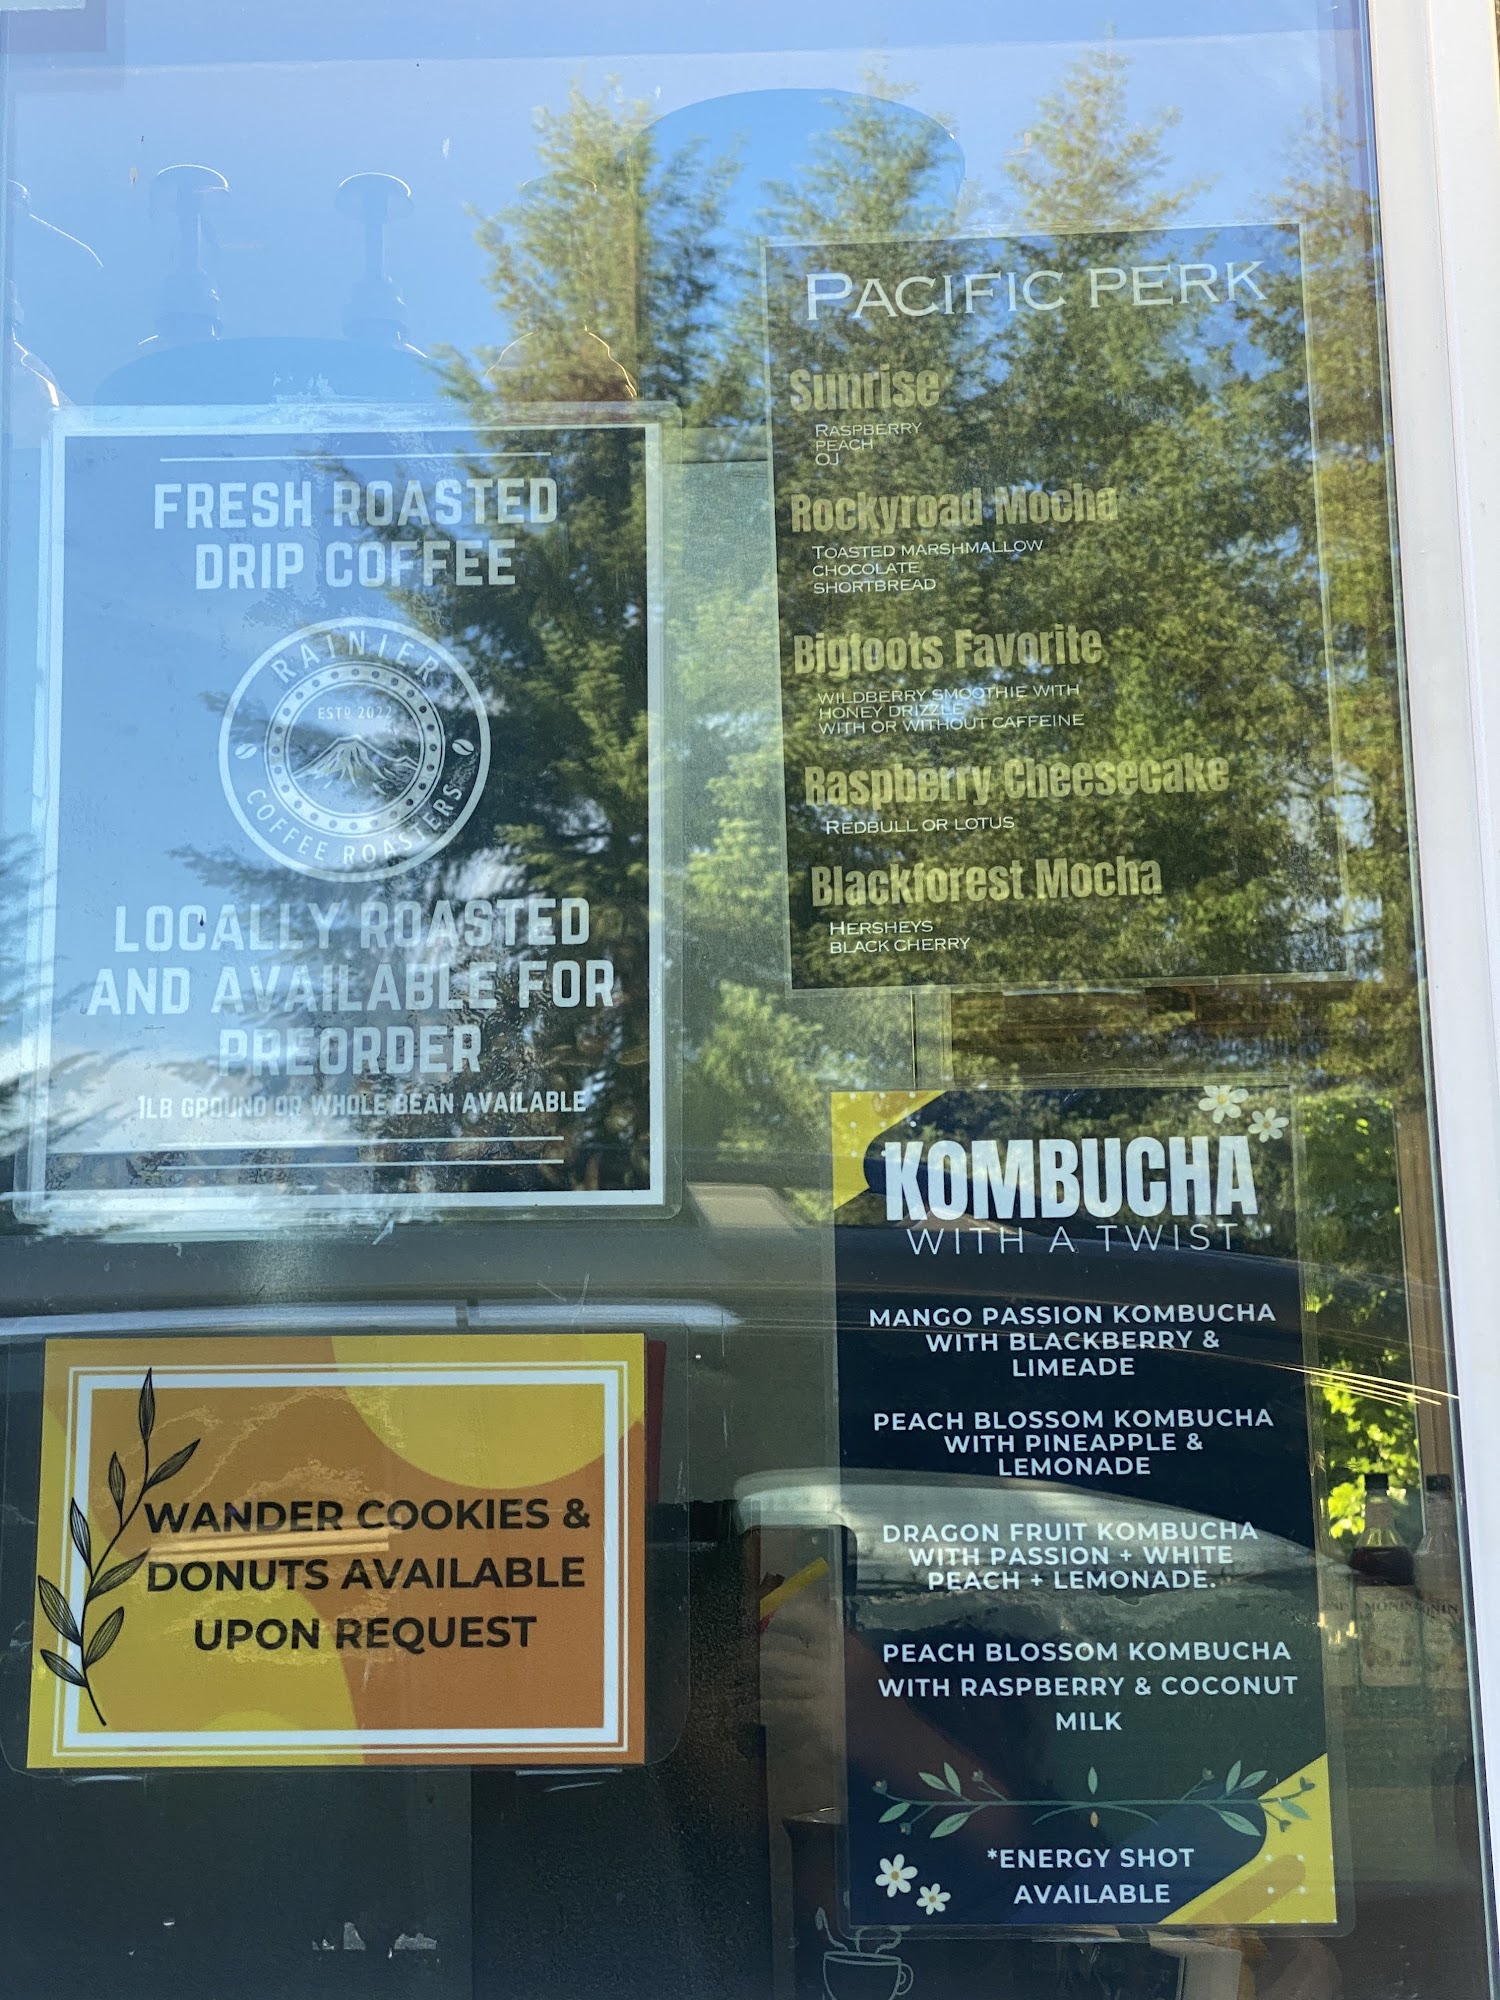 FRESH ROASTED
DRIP COFFEE
RAINIER
ESTD 2022
COFFEE ROASTERS
LOCALLY ROASTED
AND AVAILABLE FOR
PREORDER
1LB GROUND OR WHOLE BEAN AVAILABLE
PACIFIC PERK
Sunrise
RASPBERRY
PEACH
OJ
Rockyroad Mocha
TOASTED MARSHMALLOW
CHOCOLATE
SHORTBREAD
Bigfoots Favorite
WILDBERRY SMOOTHIE WITH
HONEY DRIZZLE
WITH OR WITHOUT CAFFEINE
Raspberry Cheesecake
REDBULL OR LOTUS
Blackforest Mocha
HERSHEYS
BLACK CHERRY
WANDER COOKIES &
DONUTS AVAILABLE
UPON REQUEST
KOMBUCHA
WITH A TWIST
MANGO PASSION KOMBUCHA
WITH BLACKBERRY &
LIMEADE
PEACH BLOSSOM KOMBUCHA
WITH PINEAPPLE &
LEMONADE
DRAGON FRUIT KOMBUCHA
WITH PASSION + WHITE
PEACH + LEMONADE.
PEACH BLOSSOM KOMBUCHA
WITH RASPBERRY & COCONUT
MILK
*ENERGY SHOT
AVAILABLE